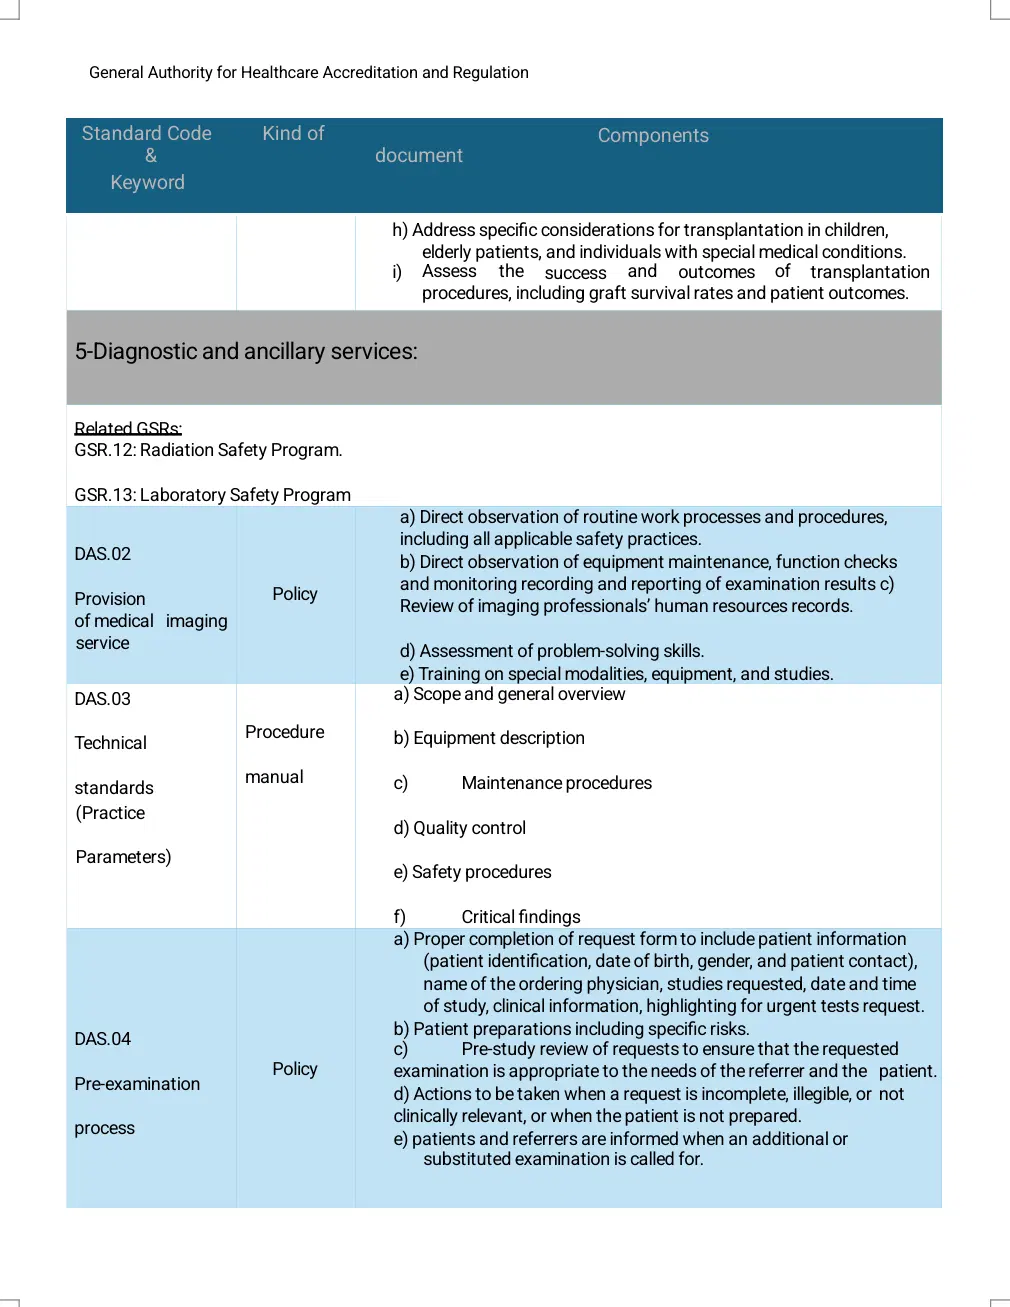 General Authority for Healthcare Accreditation and Regulation
Standard Code
&
Keyword
Kind of
document
Components
h) Address specific considerations for transplantation in children,
elderly patients, and individuals with special medical conditions.
i) Assess the success and outcomes of transplantation
procedures, including graft survival rates and patient outcomes.
5-Diagnostic and ancillary services:
Related GSRs:
GSR.12: Radiation Safety Program.
GSR.13: Laboratory Safety Program
DAS.02
Provision
of medical imaging
service
Policy
a) Direct observation of routine work processes and procedures,
including all applicable safety practices.
b) Direct observation of equipment maintenance, function checks
and monitoring recording and reporting of examination results c)
Review of imaging professionals’ human resources records.
d) Assessment of problem-solving skills.
e) Training on special modalities, equipment, and studies.
DAS.03
Technical
standards
(Practice
Parameters)
Procedure
manual
a) Scope and general overview
b) Equipment description
c) Maintenance procedures
d) Quality control
e) Safety procedures
f) Critical findings
DAS.04
Pre-examination
process
Policy
a) Proper completion of request form to include patient information
(patient identification, date of birth, gender, and patient contact),
name of the ordering physician, studies requested, date and time
of study, clinical information, highlighting for urgent tests request.
b) Patient preparations including specific risks.
c) Pre-study review of requests to ensure that the requested
examination is appropriate to the needs of the referrer and the patient.
d) Actions to be taken when a request is incomplete, illegible, or not
clinically relevant, or when the patient is not prepared.
e) patients and referrers are informed when an additional or
substituted examination is called for.